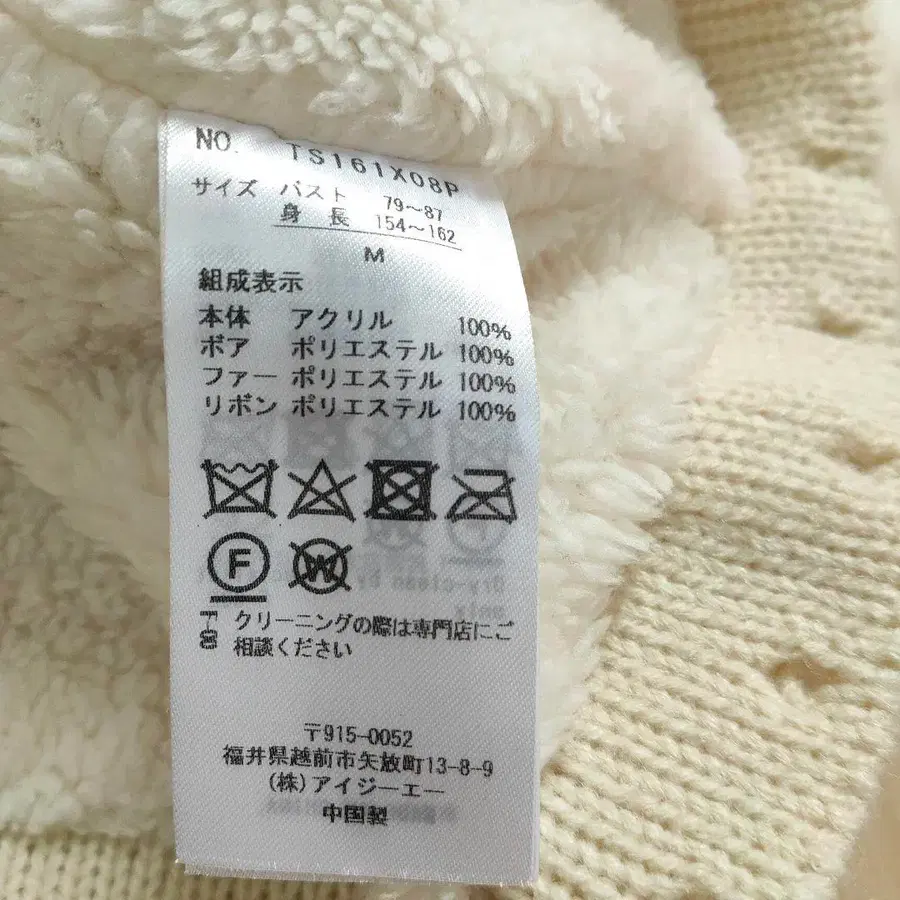 NO. TS161X08P
サイズ バスト 79～87
身長 154～162
M
組成表示
本体 アクリル 100%
ボア ポリエステル 100%
ファー ポリエステル 100%
リボン ポリエステル 100%
F
W
クリーニングの際は専門店にご
相談ください
〒915-0052
福井県越前市矢放町13-8-9
(株)アイジーエー
中国製